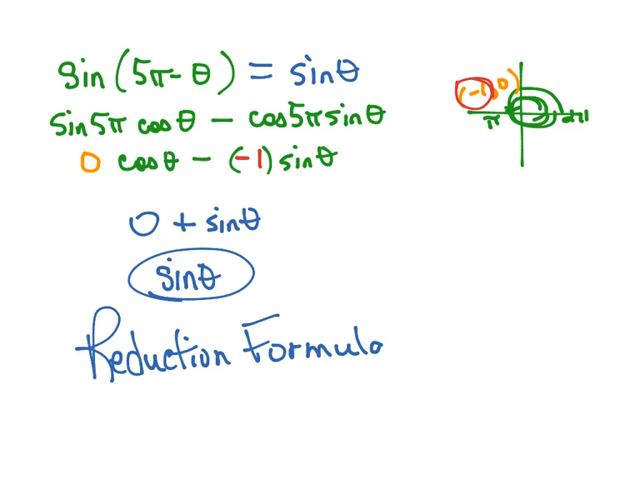 sin(5π-θ) = sinθ
sin5π cosθ - cos5π sinθ
0 cosθ - (-1) sinθ
0 + sinθ
sinθ
Reduction Formula
(-1, 0)
π 2π